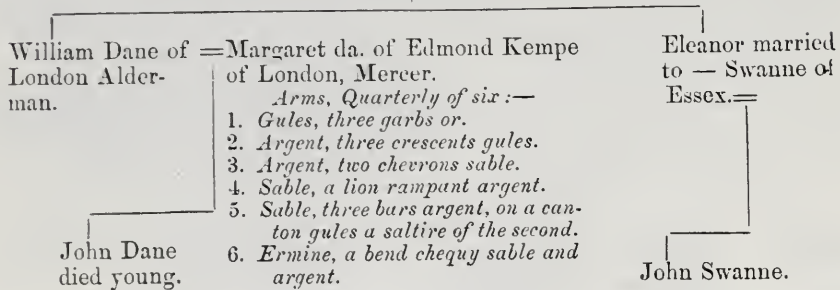 William Dane of =Margaret da. of Edmond Kempe
London Alder- of London, Mercer.
man.
Arms, Quarterly of six :—
1. Gules, three garbs or.
2. Argent, three crescents gules.
3. Argent, two chevrons sable.
4. Sable, a lion rampant argent.
5. Sable, three bars argent, on a can-
ton gules a saltire of the second.
6. Ermine, a bend chequy sable and
argent.
Eleanor married
to — Swanne of
Essex.=
John Dane
died young.
John Swanne.